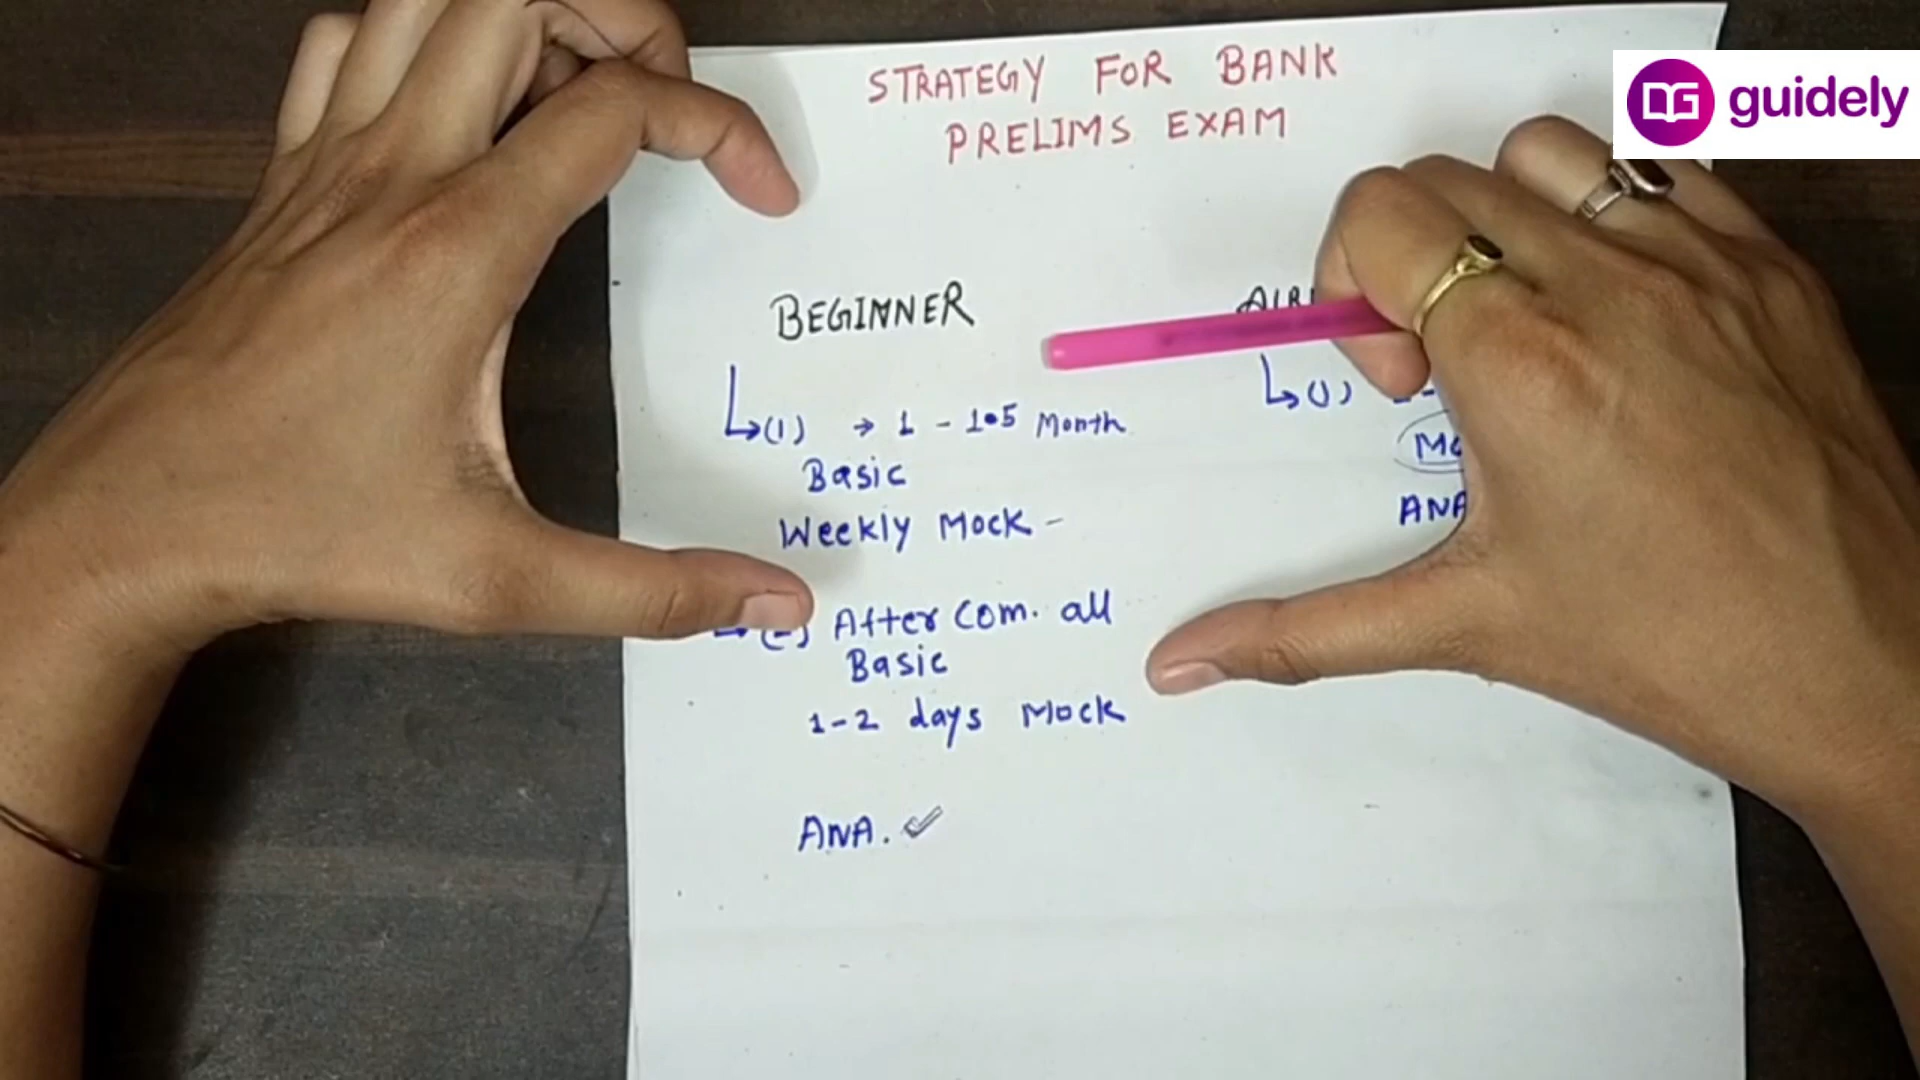 STRATEGY FOR BANK
PRELIMS EXAM
guidely
BEGINNER
(1) → 1 - 1.5 Month
Basic
Weekly Mock -
After Com. all
Basic
1-2 days Mock
ANA. ✓
(1)